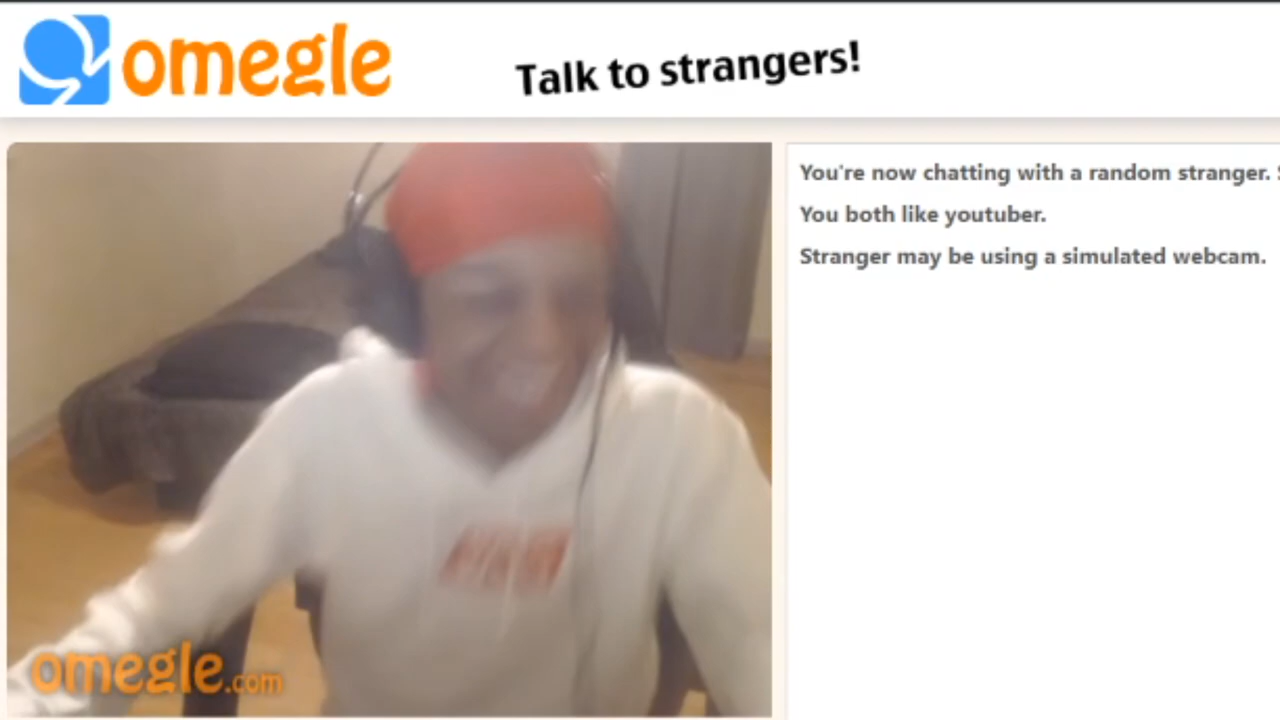 omegle
Talk to strangers!
You're now chatting with a random stranger.
You both like youtuber.
Stranger may be using a simulated webcam.
omegle.com